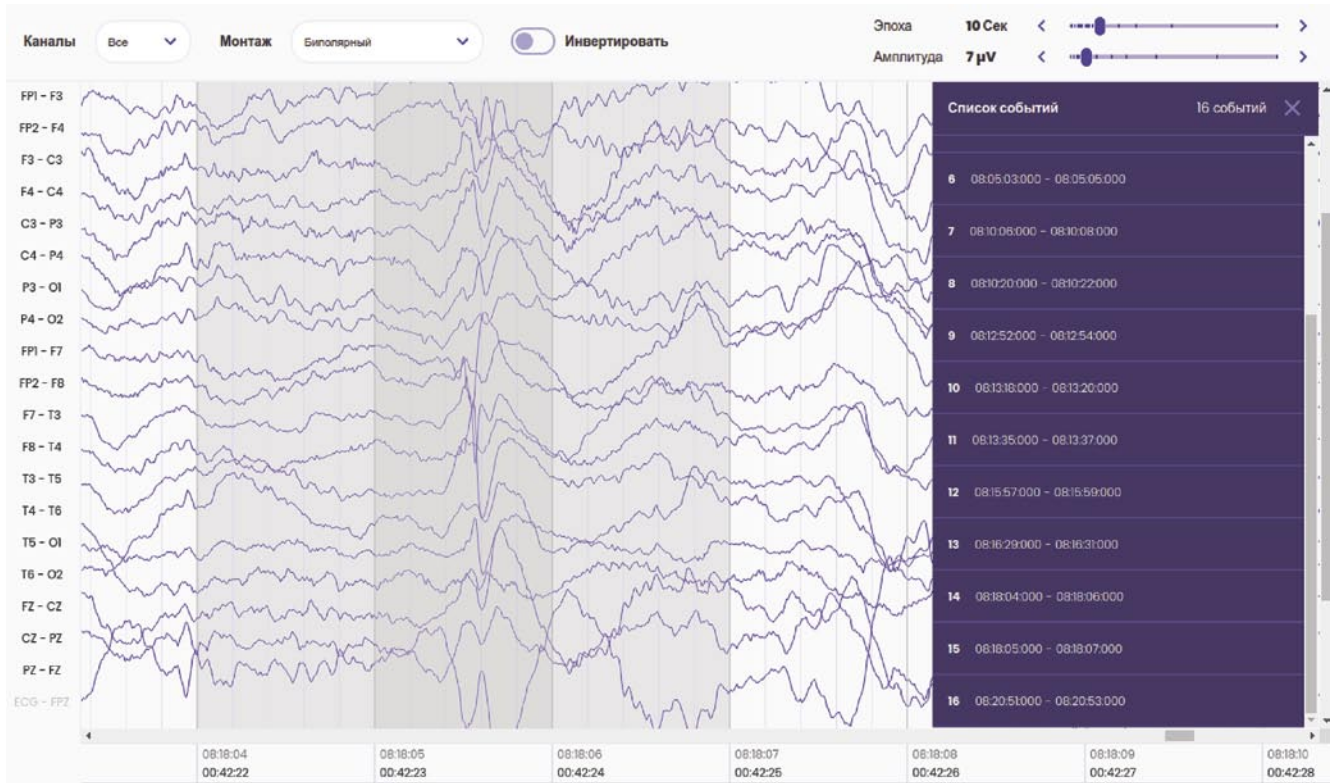 Каналы Все Монтаж Биполярный Инвертировать
Эпоха 10 Сек
Амплитуда 7 µV
Список событий 16 событий
FP1 - F3
FP2 - F4
F3 - C3
F4 - C4
C3 - P3
C4 - P4
P3 - O1
P4 - O2
FP1 - F7
FP2 - F8
F7 - T3
F8 - T4
T3 - T5
T4 - T6
T5 - O1
T6 - O2
FZ - CZ
CZ - PZ
PZ - FZ
ECG - FPZ
6 08:05:03:000 - 08:05:05:000
7 08:10:06:000 - 08:10:08:000
8 08:10:20:000 - 08:10:22:000
9 08:12:52:000 - 08:12:54:000
10 08:13:18:000 - 08:13:20:000
11 08:13:35:000 - 08:13:37:000
12 08:15:57:000 - 08:15:59:000
13 08:16:29:000 - 08:16:31:000
14 08:18:04:000 - 08:18:06:000
15 08:18:05:000 - 08:18:07:000
16 08:20:51:000 - 08:20:53:000
08:18:04 08:18:05 08:18:06 08:18:07 08:18:08 08:18:09 08:18:10
00:42:22 00:42:23 00:42:24 00:42:25 00:42:26 00:42:27 00:42:28